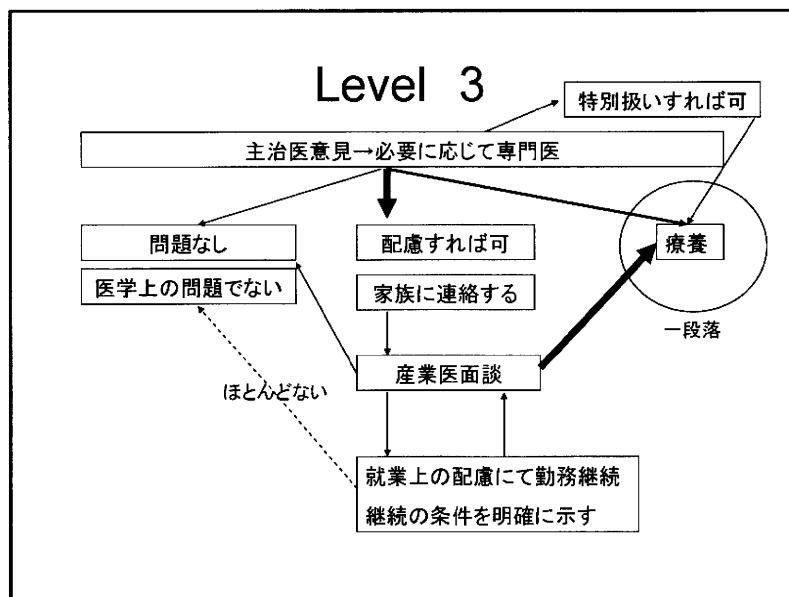 Level 3
特別扱いすれば可
主治医意見→必要に応じて専門医
問題なし
配慮すれば可
療養
医学上の問題でない
家族に連絡する
一段落
産業医面談
ほとんどない
就業上の配慮にて勤務継続
継続の条件を明確に示す